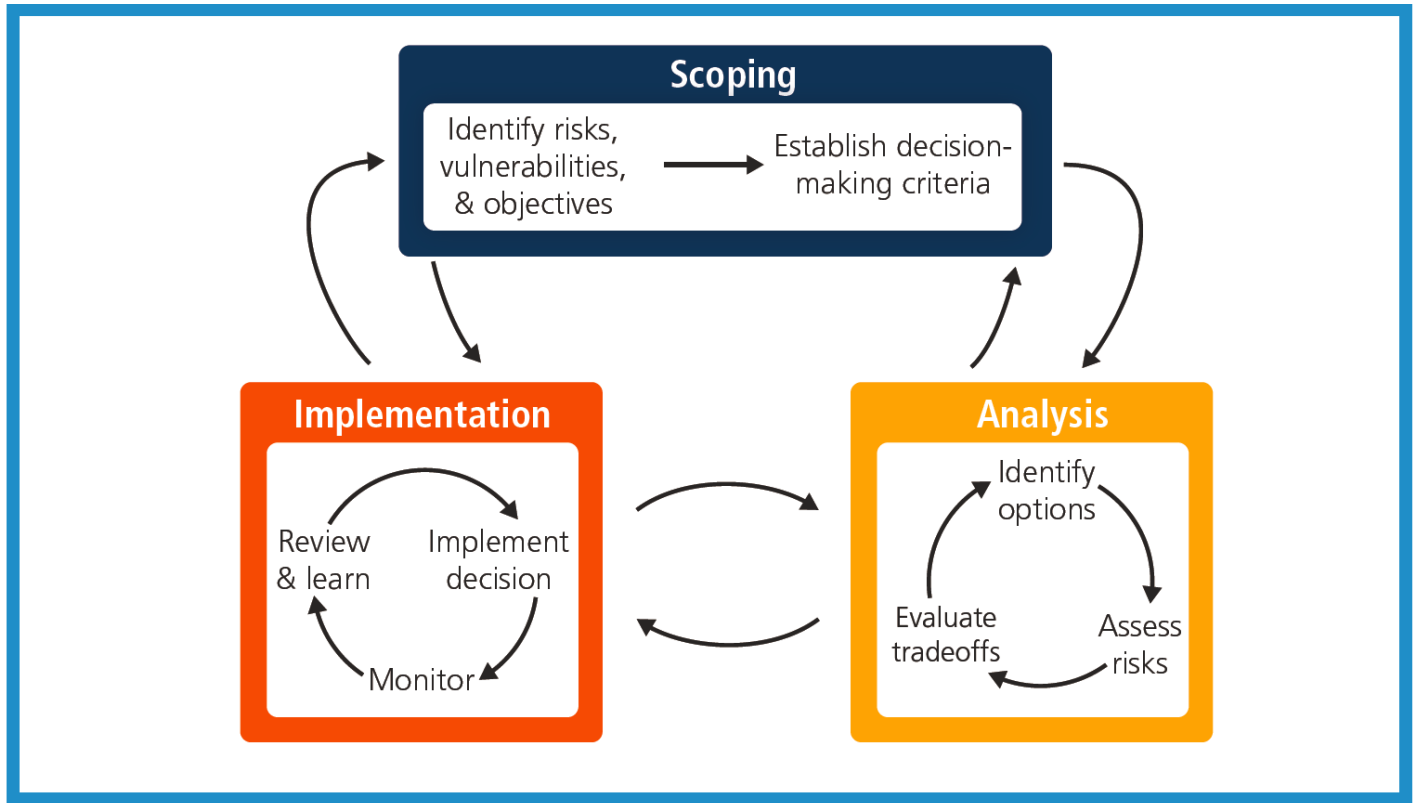 Scoping
Identify risks,
vulnerabilities,
& objectives
Establish decision-
making criteria
Implementation
Review
& learn
Implement
decision
Monitor
Analysis
Identify
options
Assess
risks
Evaluate
tradeoffs